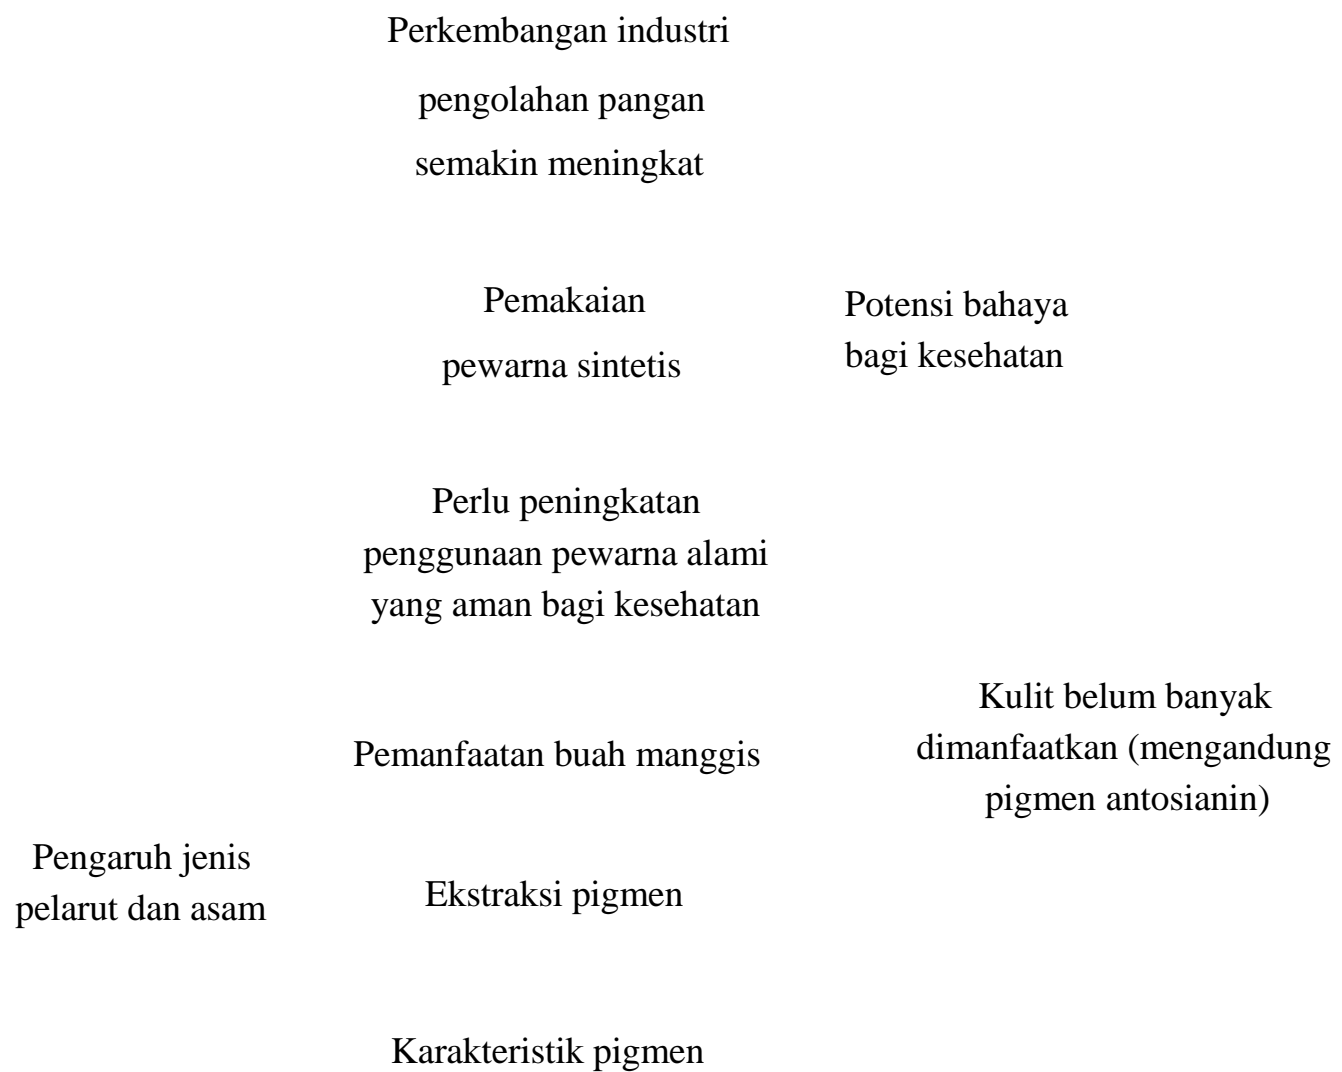 Perkembangan industri
pengolahan pangan
semakin meningkat
Pemakaian
pewarna sintetis
Potensi bahaya
bagi kesehatan
Perlu peningkatan
penggunaan pewarna alami
yang aman bagi kesehatan
Pemanfaatan buah manggis
Kulit belum banyak
dimanfaatkan (mengandung
pigmen antosianin)
Pengaruh jenis
pelarut dan asam
Ekstraksi pigmen
Karakteristik pigmen